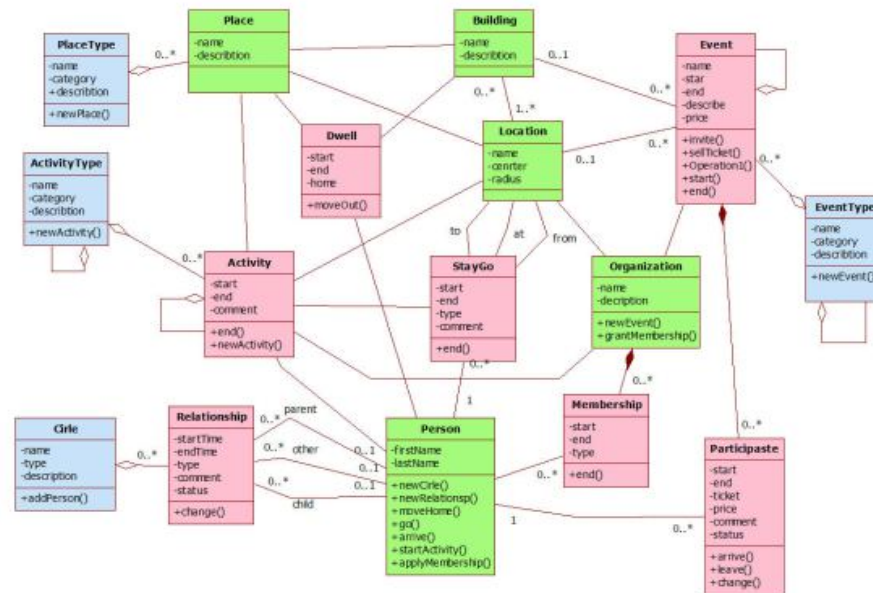 Place
-name
-describtion
Building
-name
-describtion
Event
-name
-star
-end
-describe
-price
+invite()
+sellTicket()
+Operation1()
+start()
+end()
PlaceType
-name
-category
+describtion
+newPlace()
0..*
0..1
0..*
0..*
1..*
Dwell
-start
-end
-home
+moveOut()
Location
-name
-cenrter
-radius
0..1
0..*
0..*
ActivityType
-name
-category
-describtion
+newActivity()
EventType
-name
-category
-describtion
+newEvent()
to
at
from
0..*
Activity
-start
-end
-comment
+end()
+newActivity()
StayGo
-start
-end
-type
-comment
+end()
Organization
-name
-decription
+newEvent()
+grantMembership()
0..*
1
0..*
Membership
-start
-end
-type
+end()
0..*
Cirle
-name
-type
-description
+addPerson()
0..*
Relationship
-startTime
-endTime
-type
-comment
-status
+change()
0..*
parent
0..*
other
0..*
child
0..1
0..1
0..1
Person
-firstName
-lastName
+newCirle()
+newRelationsp()
+moveHome()
+go()
+arrive()
+startActivity()
+applyMembership()
1
0..*
0..*
Participaste
-start
-end
-ticket
-price
-comment
-status
+arrive()
+leave()
+change()